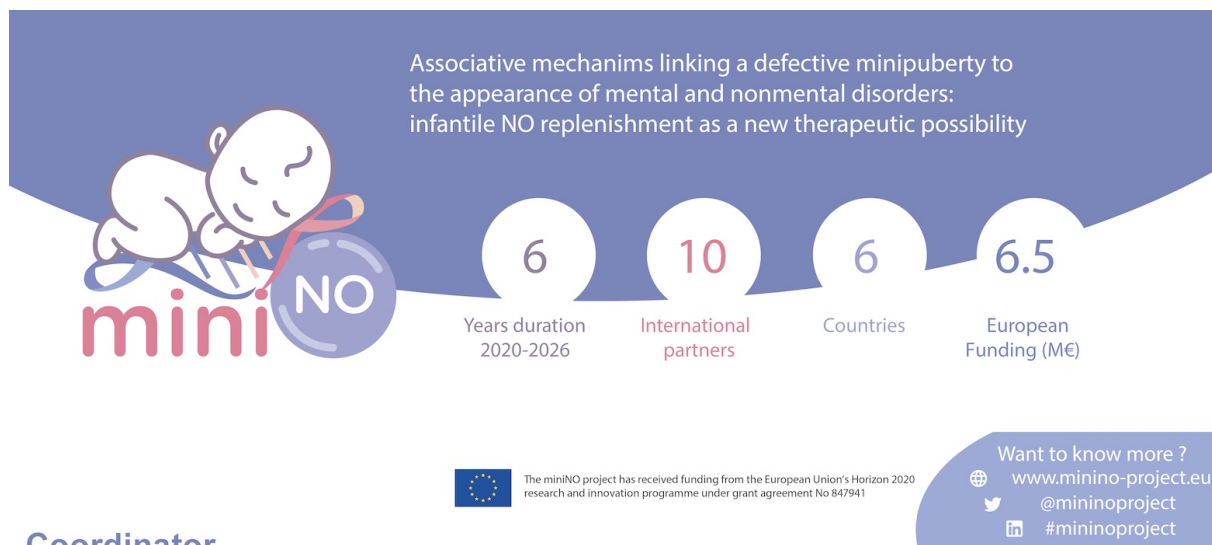 Associative mechanims linking a defective minipuberty to
the appearance of mental and nonmental disorders:
infantile NO replenishment as a new therapeutic possibility
mini NO
6
Years duration
2020-2026
10
International
partners
6
Countries
6.5
European
Funding (M€)
The miniNO project has received funding from the European Union's Horizon 2020
research and innovation programme under grant agreement No 847941
Want to know more ?
www.minino-project.eu
@mininoproject
in #mininoproject
Coordinator